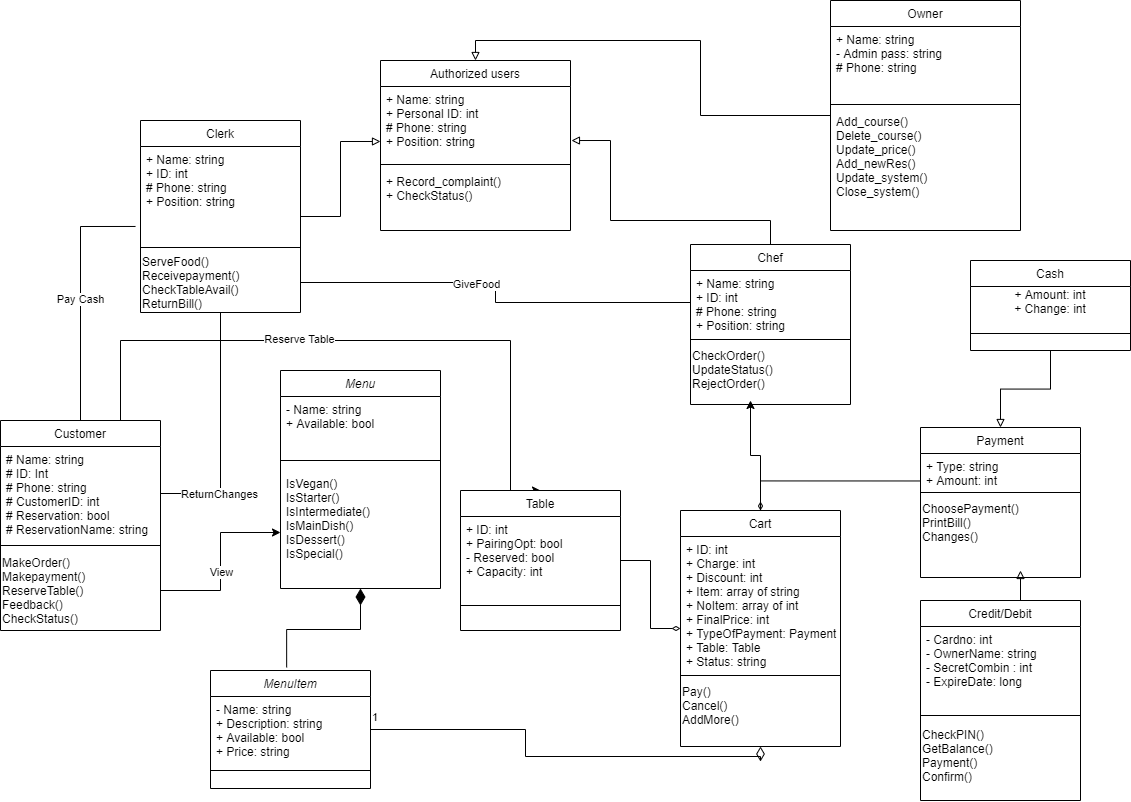 Owner
+ Name: string
- Admin pass: string
# Phone: string
Add_course()
Delete_course()
Update_price()
Add_newRes()
Update_system()
Close_system()
Authorized users
+ Name: string
+ Personal ID: int
# Phone: string
+ Position: string
+ Record_complaint()
+ CheckStatus()
Clerk
+ Name: string
+ ID: int
# Phone: string
+ Position: string
ServeFood()
Receivepayment()
CheckTableAvail()
ReturnBill()
Chef
+ Name: string
+ ID: int
# Phone: string
+ Position: string
CheckOrder()
UpdateStatus()
RejectOrder()
Cash
+ Amount: int
+ Change: int
GiveFood
Pay Cash
Reserve Table
Menu
- Name: string
+ Available: bool
IsVegan()
IsStarter()
IsIntermediate()
IsMainDish()
IsDessert()
IsSpecial()
Customer
# Name: string
# ID: Int
# Phone: string
# CustomerID: int
# Reservation: bool
# ReservationName: string
MakeOrder()
Makepayment()
ReserveTable()
Feedback()
CheckStatus()
ReturnChanges
View
Payment
+ Type: string
+ Amount: int
ChoosePayment()
PrintBill()
Changes()
Table
+ ID: int
+ PairingOpt: bool
- Reserved: bool
+ Capacity: int
Cart
+ ID: int
+ Charge: int
+ Discount: int
+ Item: array of string
+ NoItem: array of int
+ FinalPrice: int
+ TypeOfPayment: Payment
+ Table: Table
+ Status: string
Pay()
Cancel()
AddMore()
Credit/Debit
- Cardno: int
- OwnerName: string
- SecretCombin : int
- ExpireDate: long
CheckPIN()
GetBalance()
Payment()
Confirm()
MenuItem
- Name: string
+ Description: string
+ Available: bool
+ Price: string
1